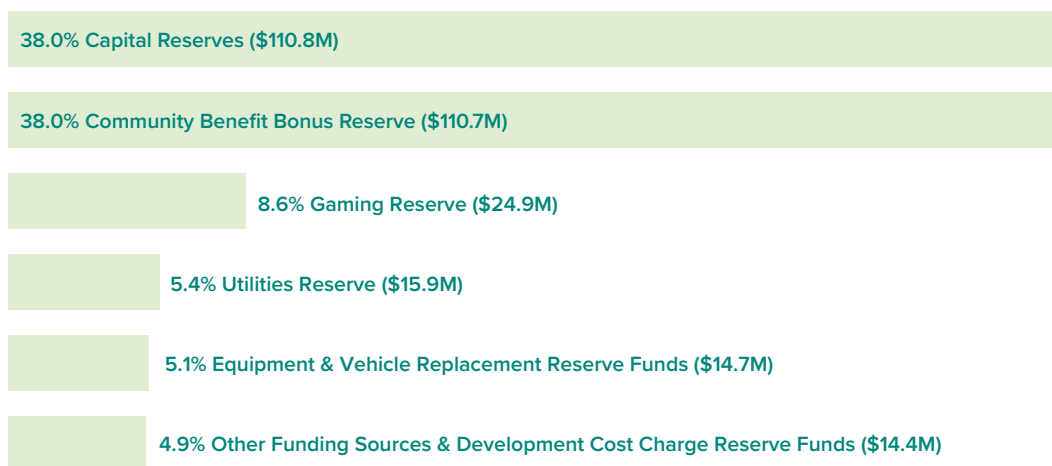 38.0% Capital Reserves ($110.8M)
38.0% Community Benefit Bonus Reserve ($110.7M)
8.6% Gaming Reserve ($24.9M)
5.4% Utilities Reserve ($15.9M)
5.1% Equipment & Vehicle Replacement Reserve Funds ($14.7M)
4.9% Other Funding Sources & Development Cost Charge Reserve Funds ($14.4M)